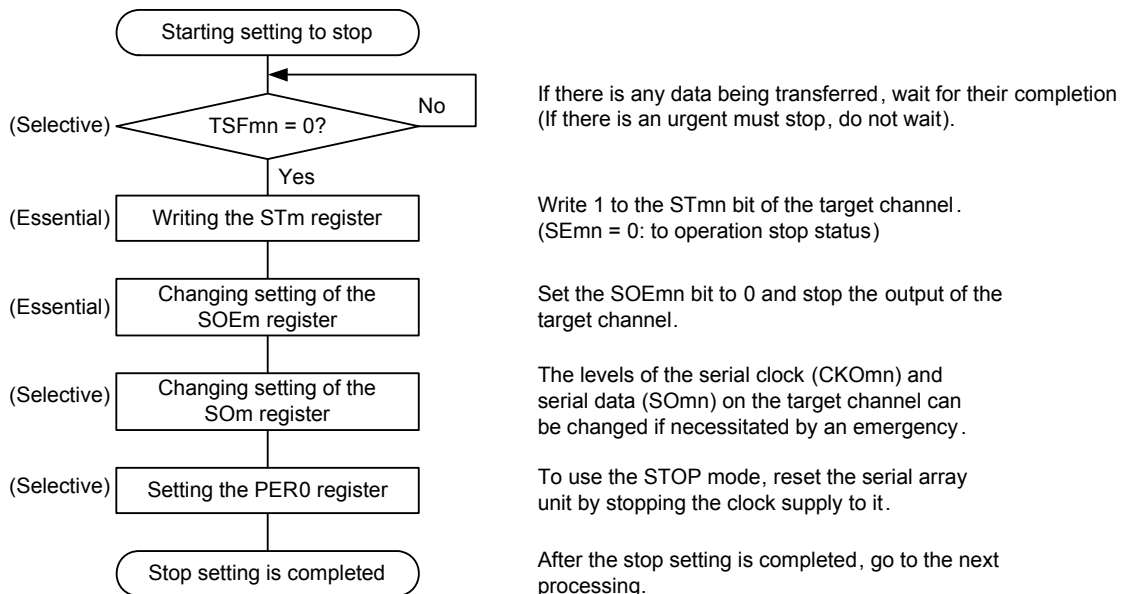 Starting setting to stop
No
(Selective)
TSFmn = 0?
If there is any data being transferred, wait for their completion
(If there is an urgent must stop, do not wait).
Yes
(Essential)
Writing the STm register
Write 1 to the STmn bit of the target channel.
(SEmn = 0: to operation stop status)
(Essential)
Changing setting of the
SOEm register
Set the SOEmn bit to 0 and stop the output of the
target channel.
(Selective)
Changing setting of the
SOm register
The levels of the serial clock (CKOmn) and
serial data (SOmn) on the target channel can
be changed if necessitated by an emergency.
(Selective)
Setting the PER0 register
To use the STOP mode, reset the serial array
unit by stopping the clock supply to it.
Stop setting is completed
After the stop setting is completed, go to the next
processing.